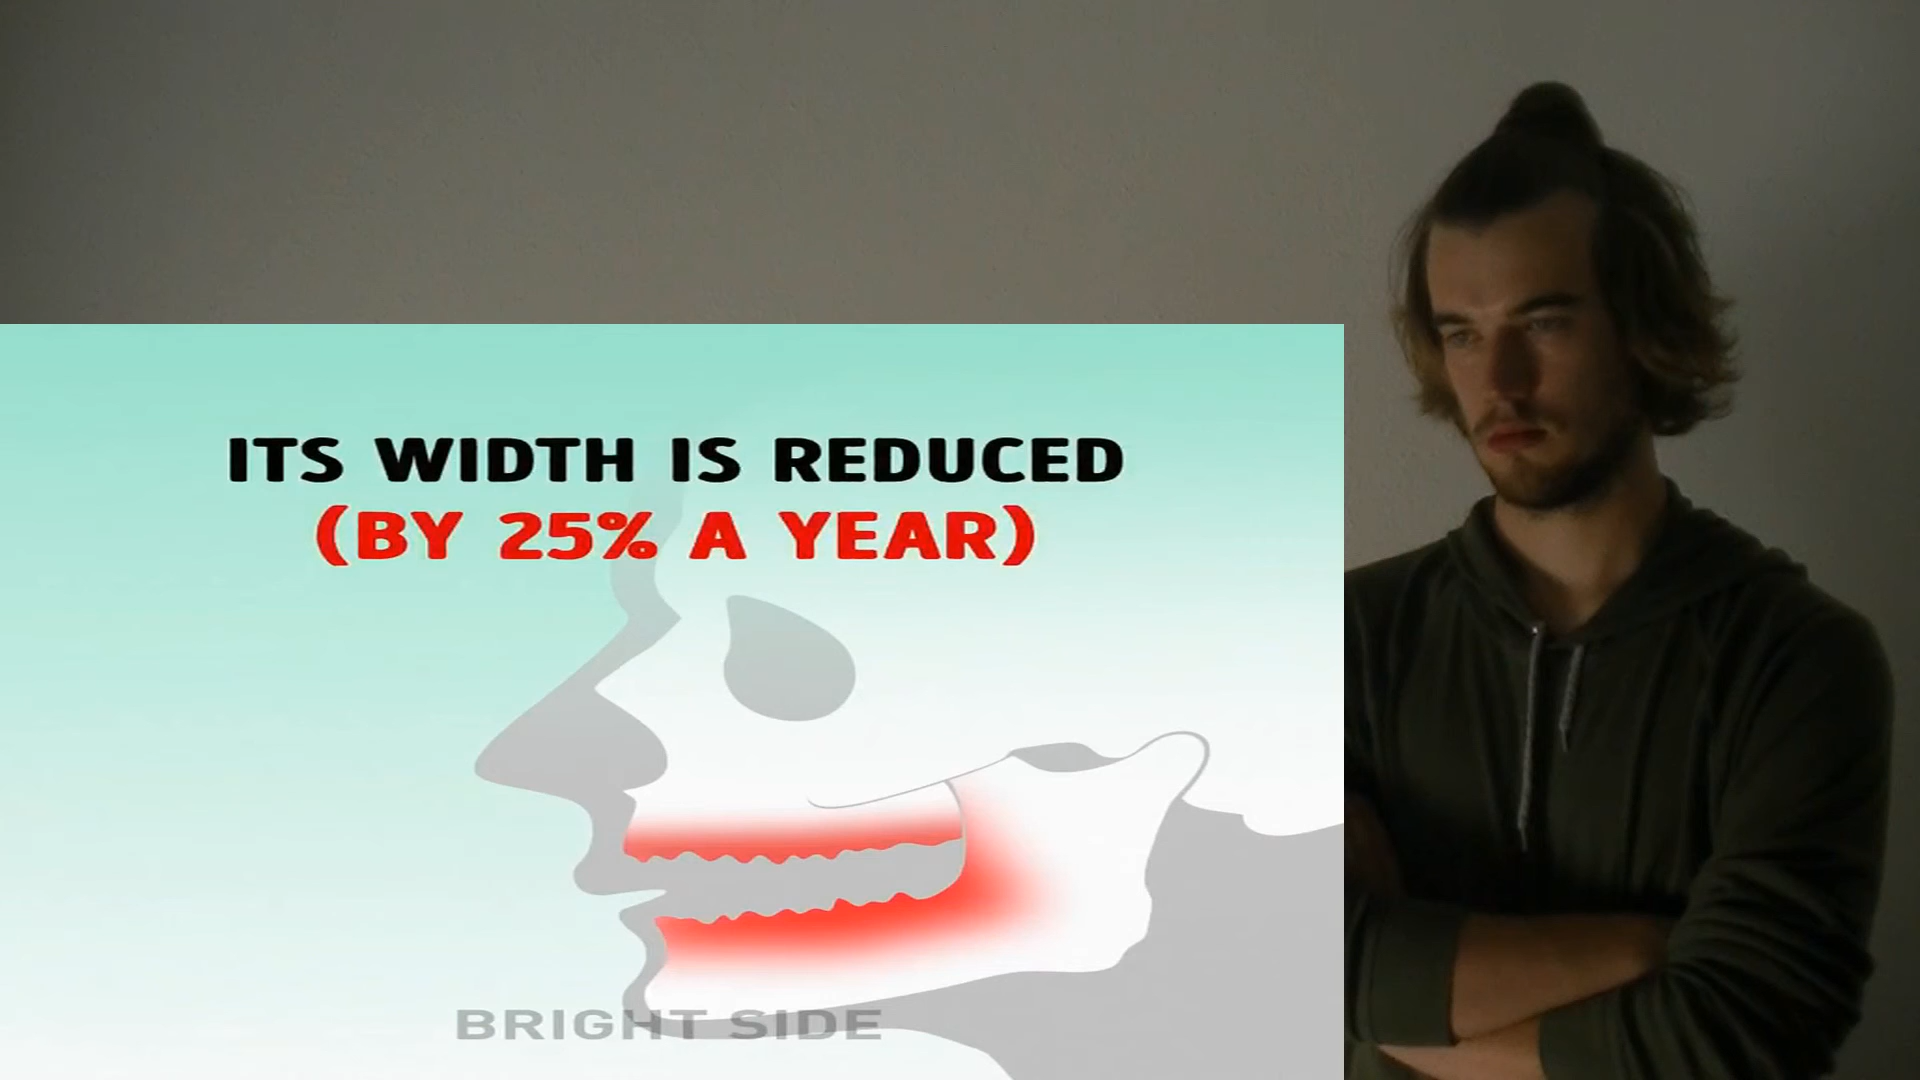 ITS WIDTH IS REDUCED
(BY 25% A YEAR)
BRIGHT SIDE